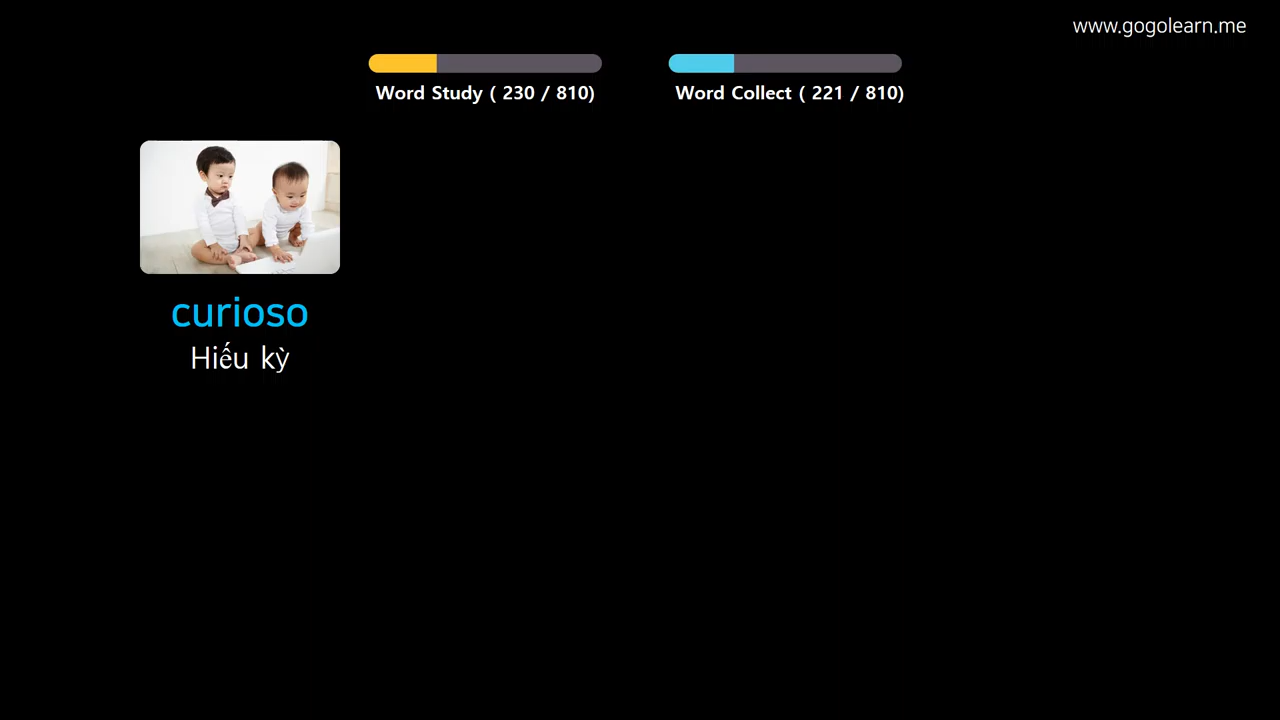 www.gogolearn.me
Word Study ( 230 / 810)
Word Collect ( 221 / 810)
curioso
Hiếu kỳ